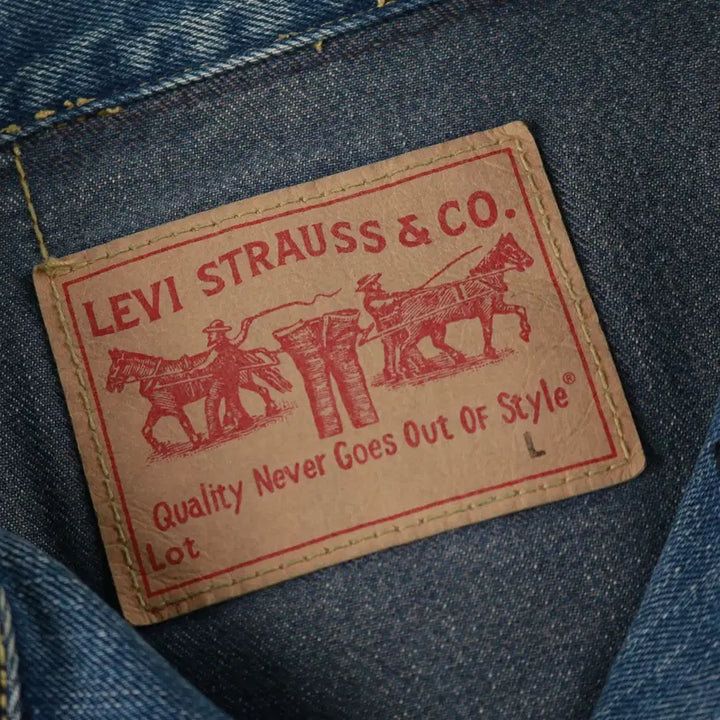 LEVI STRAUSS & CO.
Quality Never Goes Out Of Style®
L
Lot